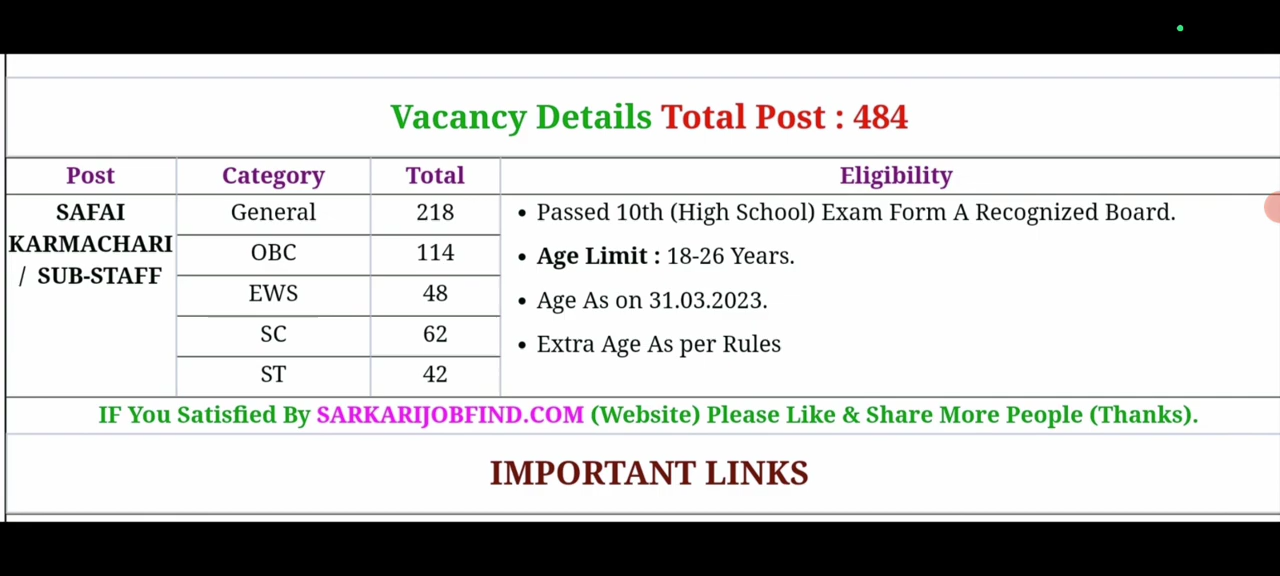 Vacancy Details Total Post : 484
Post Category Total Eligibility
SAFAI KARMACHARI / SUB-STAFF
General 218
OBC 114
EWS 48
SC 62
ST 42
• Passed 10th (High School) Exam Form A Recognized Board.
• Age Limit : 18-26 Years.
• Age As on 31.03.2023.
• Extra Age As per Rules
IF You Satisfied By SARKARIJOBFIND.COM (Website) Please Like & Share More People (Thanks).
IMPORTANT LINKS